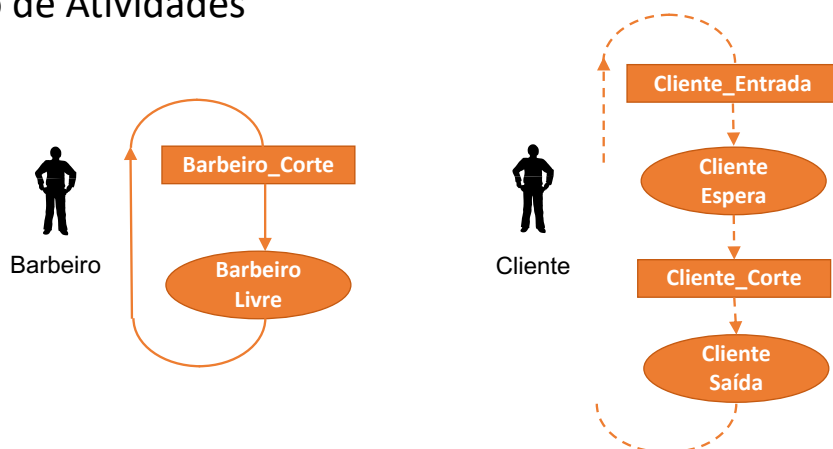 de Atividades
Barbeiro_Corte
Barbeiro
Barbeiro
Livre
Cliente_Entrada
Cliente
Espera
Cliente
Cliente_Corte
Cliente
Saída